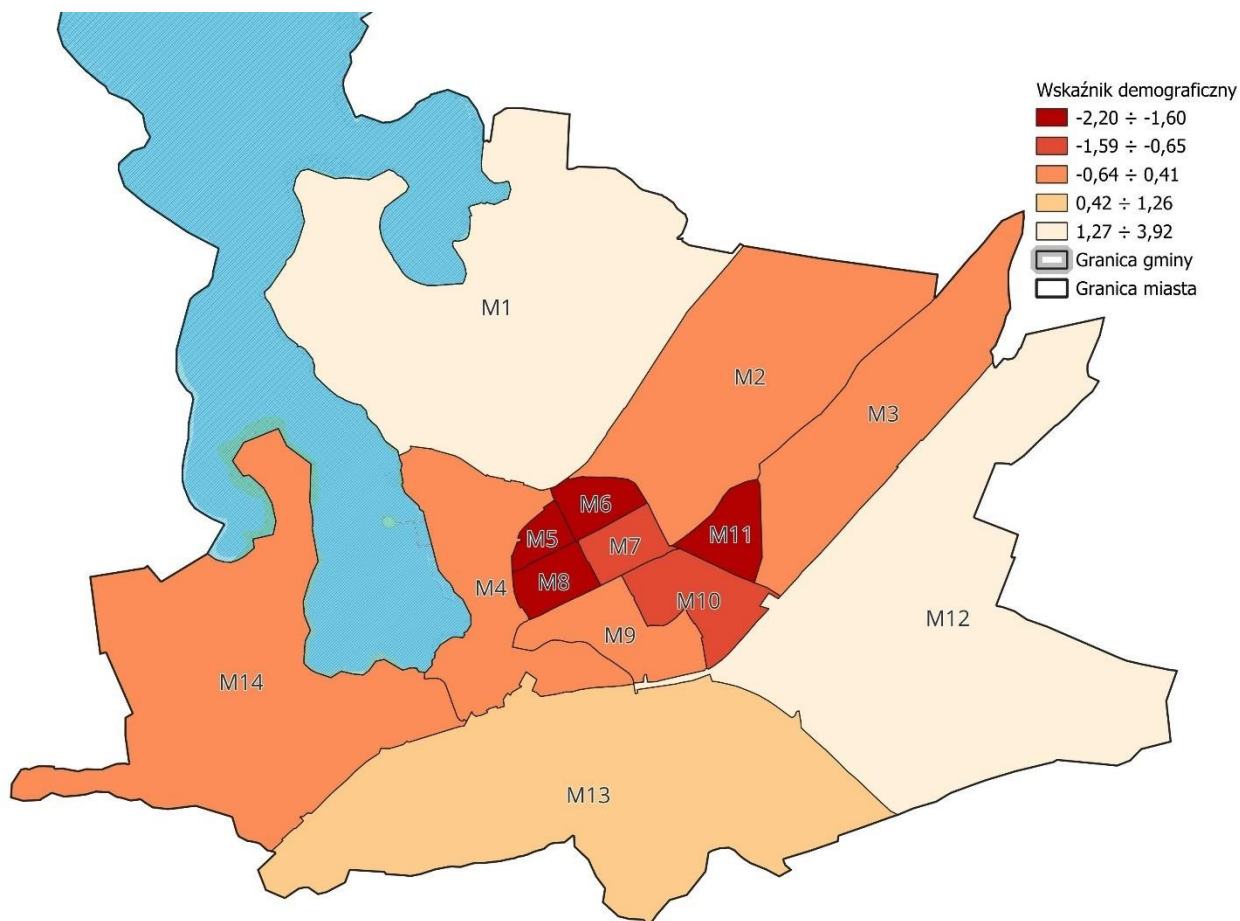 Wskaźnik demograficzny
-2,20 ÷ -1,60
-1,59 ÷ -0,65
-0,64 ÷ 0,41
0,42 ÷ 1,26
1,27 ÷ 3,92
Granica gminy
Granica miasta
M1
M2
M3
M6
M5
M7
M11
M8
M4
M10
M9
M12
M14
M13